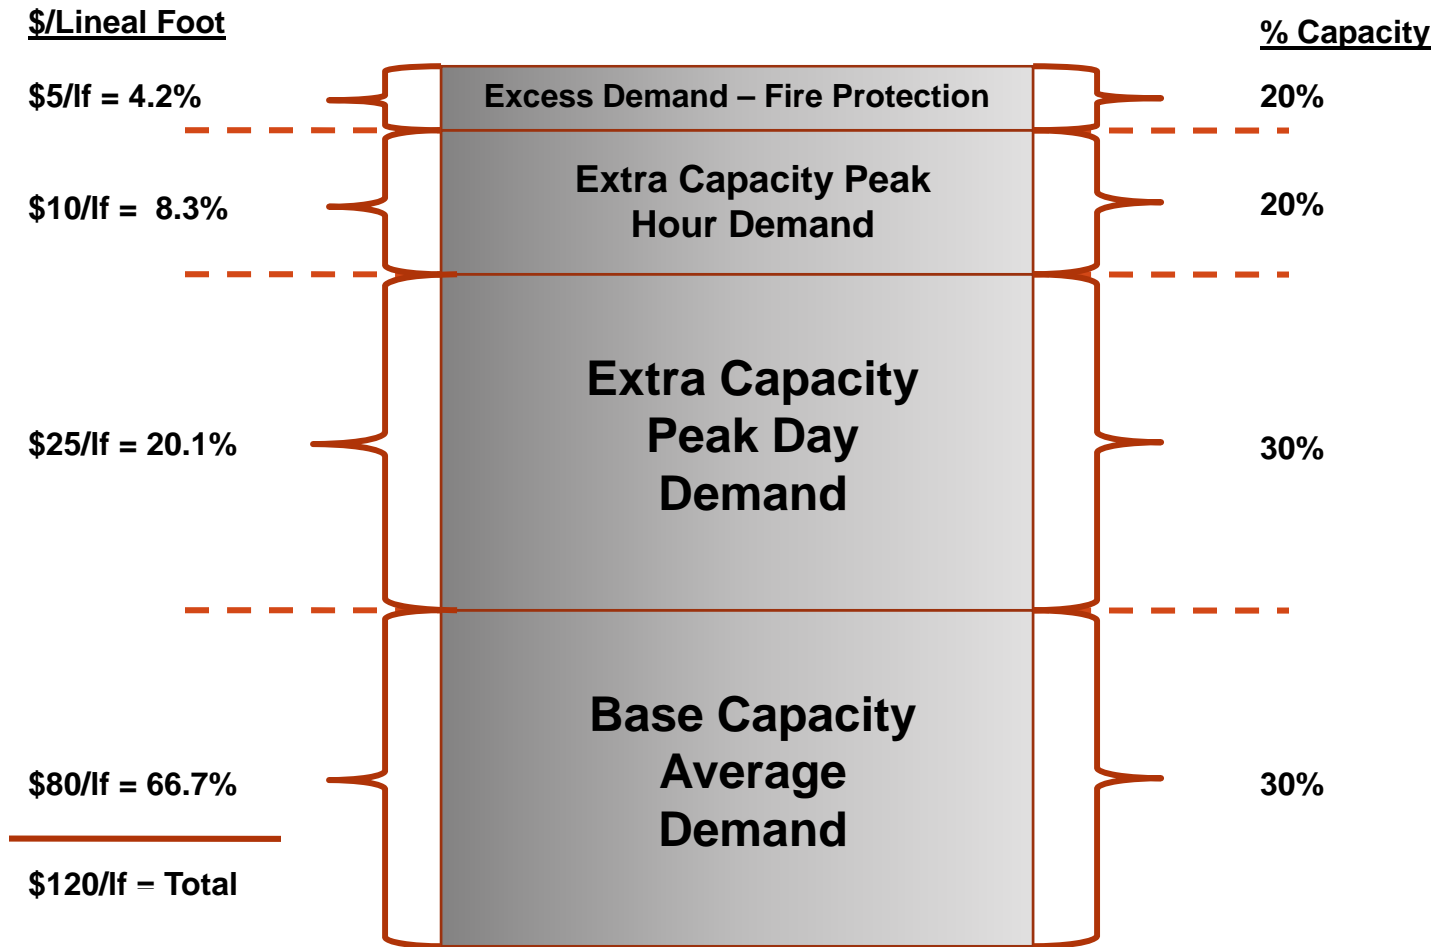 $/Lineal Foot
% Capacity
$5/lf = 4.2%
Excess Demand – Fire Protection
20%
$10/lf =  8.3%
Extra Capacity Peak
Hour Demand
20%
$25/lf = 20.1%
Extra Capacity
Peak Day
Demand
30%
$80/lf = 66.7%
Base Capacity
Average
Demand
30%
$120/lf = Total